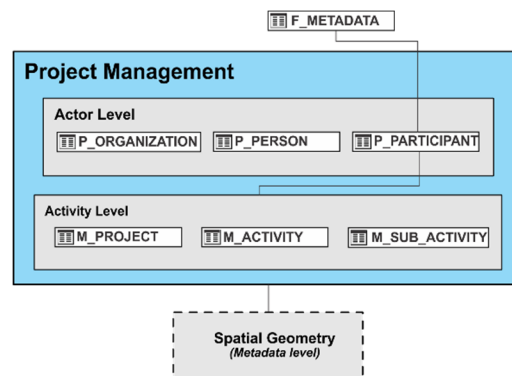 F_METADATA
Project Management
Actor Level
P_ORGANIZATION P_PERSON P_PARTICIPANT
Activity Level
M_PROJECT M_ACTIVITY M_SUB_ACTIVITY
Spatial Geometry
(Metadata level)